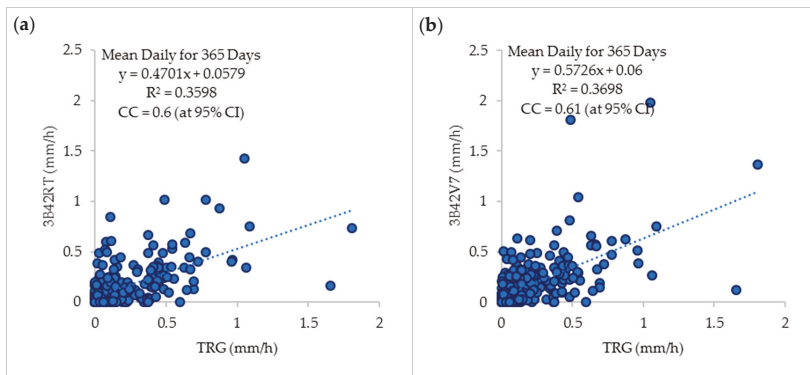 (a)
Mean Daily for 365 Days
y = 0.4701x + 0.0579
R² = 0.3598
CC = 0.6 (at 95% CI)
2.5
2
1.5
1
0.5
0
3B42RT (mm/h)
0
0.5
1
1.5
2
TRG (mm/h)
(b)
Mean Daily for 365 Days
y = 0.5726x + 0.06
R² = 0.3698
CC = 0.61 (at 95% CI)
2.5
2
1.5
1
0.5
0
3B42V7 (mm/h)
0
0.5
1
1.5
2
TRG (mm/h)